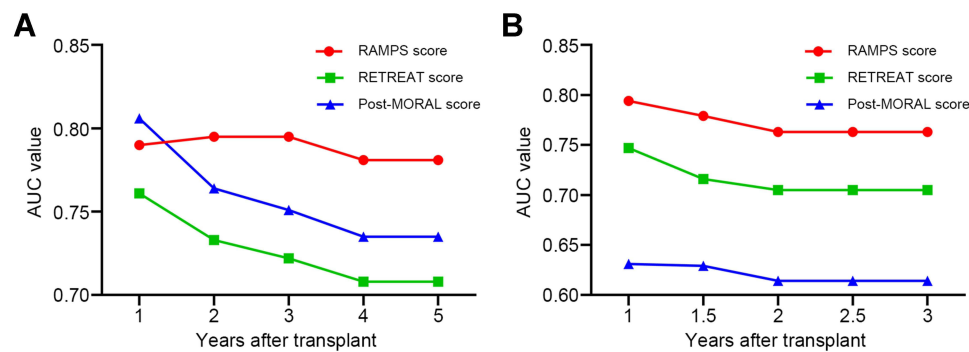 A
RAMPS score
RETREAT score
Post-MORAL score
AUC value
0.85
0.80
0.75
0.70
1 2 3 4 5
Years after transplant
B
RAMPS score
RETREAT score
Post-MORAL score
AUC value
0.85
0.80
0.75
0.70
0.65
0.60
1 1.5 2 2.5 3
Years after transplant